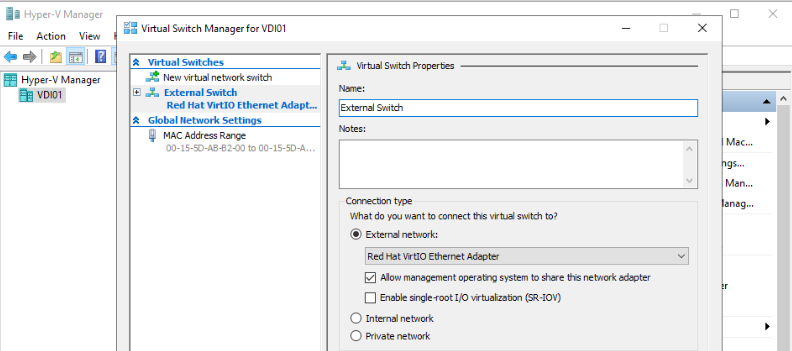 Hyper-V Manager
File Action View
Virtual Switch Manager for VDI01
Hyper-V Manager
VDI01
Virtual Switches
New virtual network switch
External Switch
Red Hat VirtIO Ethernet Adapt...
Global Network Settings
MAC Address Range
00-15-5D-AB-B2-00 to 00-15-5D-A...
Virtual Switch Properties
Name:
External Switch
Notes:
Connection type
What do you want to connect this virtual switch to?
External network:
Red Hat VirtIO Ethernet Adapter
Allow management operating system to share this network adapter
Enable single-root I/O virtualization (SR-IOV)
Internal network
Private network
Mac...
ngs...
Man...
Manag...
er